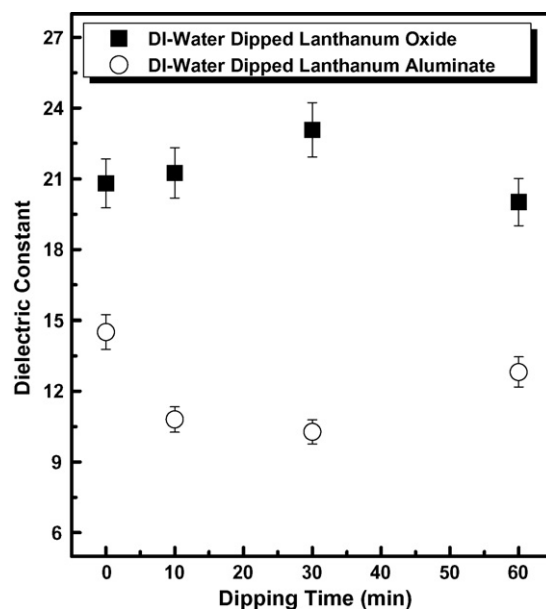 DI-Water Dipped Lanthanum Oxide
DI-Water Dipped Lanthanum Aluminate
27
24
21
18
15
12
9
6
Dielectric Constant
0 10 20 30 40 50 60
Dipping Time (min)